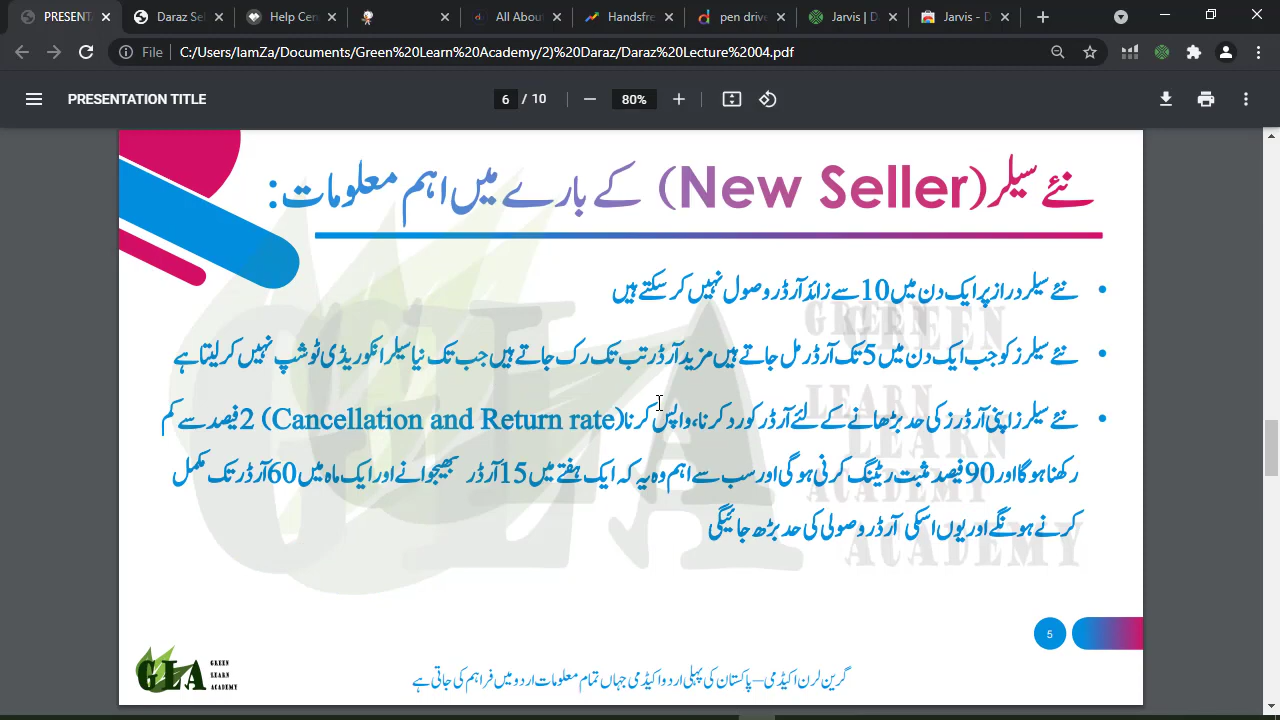 PRESENT
Daraz Sel
Help Cen
All About
Handsfre
pen drive
Jarvis | D
Jarvis - D
File
C:/Users/IamZa/Documents/Green%20Learn%20Academy/2)%20Daraz/Daraz%20Lecture%2004.pdf
PRESENTATION TITLE
6 / 10
80%
نئے سیلر(New Seller) کے بارے میں اہم معلومات:
• نئے سیلر دراز پر ایک دن میں 10 سے زائد آرڈر وصول نہیں کر سکتے ہیں
• نئے سیلرز کو جب ایک دن میں 5 تک آرڈر مل جاتے ہیں مزید آرڈر تب تک رک جاتے ہیں جب تک نیا سیلر انکو ریڈی ٹو شپ نہیں کر لیتا ہے
• نئے سیلرز اپنی آرڈرز کی حد بڑھانے کے لئے آرڈر کو رد کرنا، واپس کرنا(Cancellation and Return rate) 2 فیصد سے کم
رکھنا ہوگا اور 90 فیصد مثبت ریٹنگ کرنی ہوگی اور سب سے اہم وہ یہ کہ ایک ہفتے میں 15 آرڈر بھیجوانے اور ایک ماہ میں 60 آرڈر تک مکمل
کرنے ہونگے اور یوں اسکی آرڈر وصولی کی حد بڑھ جائیگی
GLA
GREEN
LEARN
ACADEMY
5
GLA
GREEN
LEARN
ACADEMY
گرین لرن اکیڈمی – پاکستان کی پہلی اردو اکیڈمی جہاں تمام معلومات اردو میں فراہم کی جاتی ہے